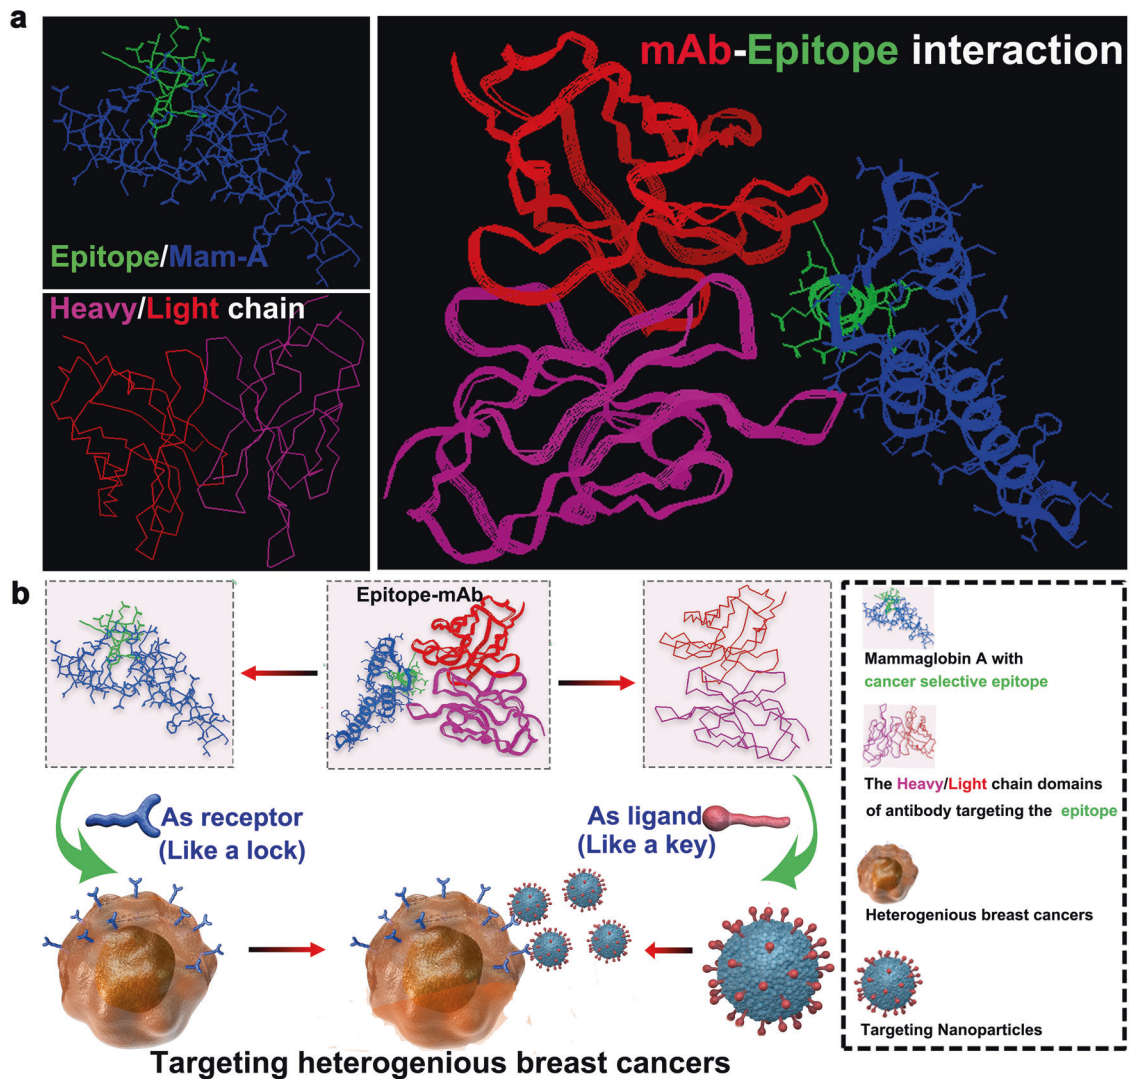 a
Epitope/Mam-A
Heavy/Light chain
mAb-Epitope interaction
b
Epitope-mAb
As receptor
(Like a lock)
As ligand
(Like a key)
Targeting heterogenious breast cancers
Mammaglobin A with
cancer selective epitope
The Heavy/Light chain domains
of antibody targeting the epitope
Heterogenious breast cancers
Targeting Nanoparticles